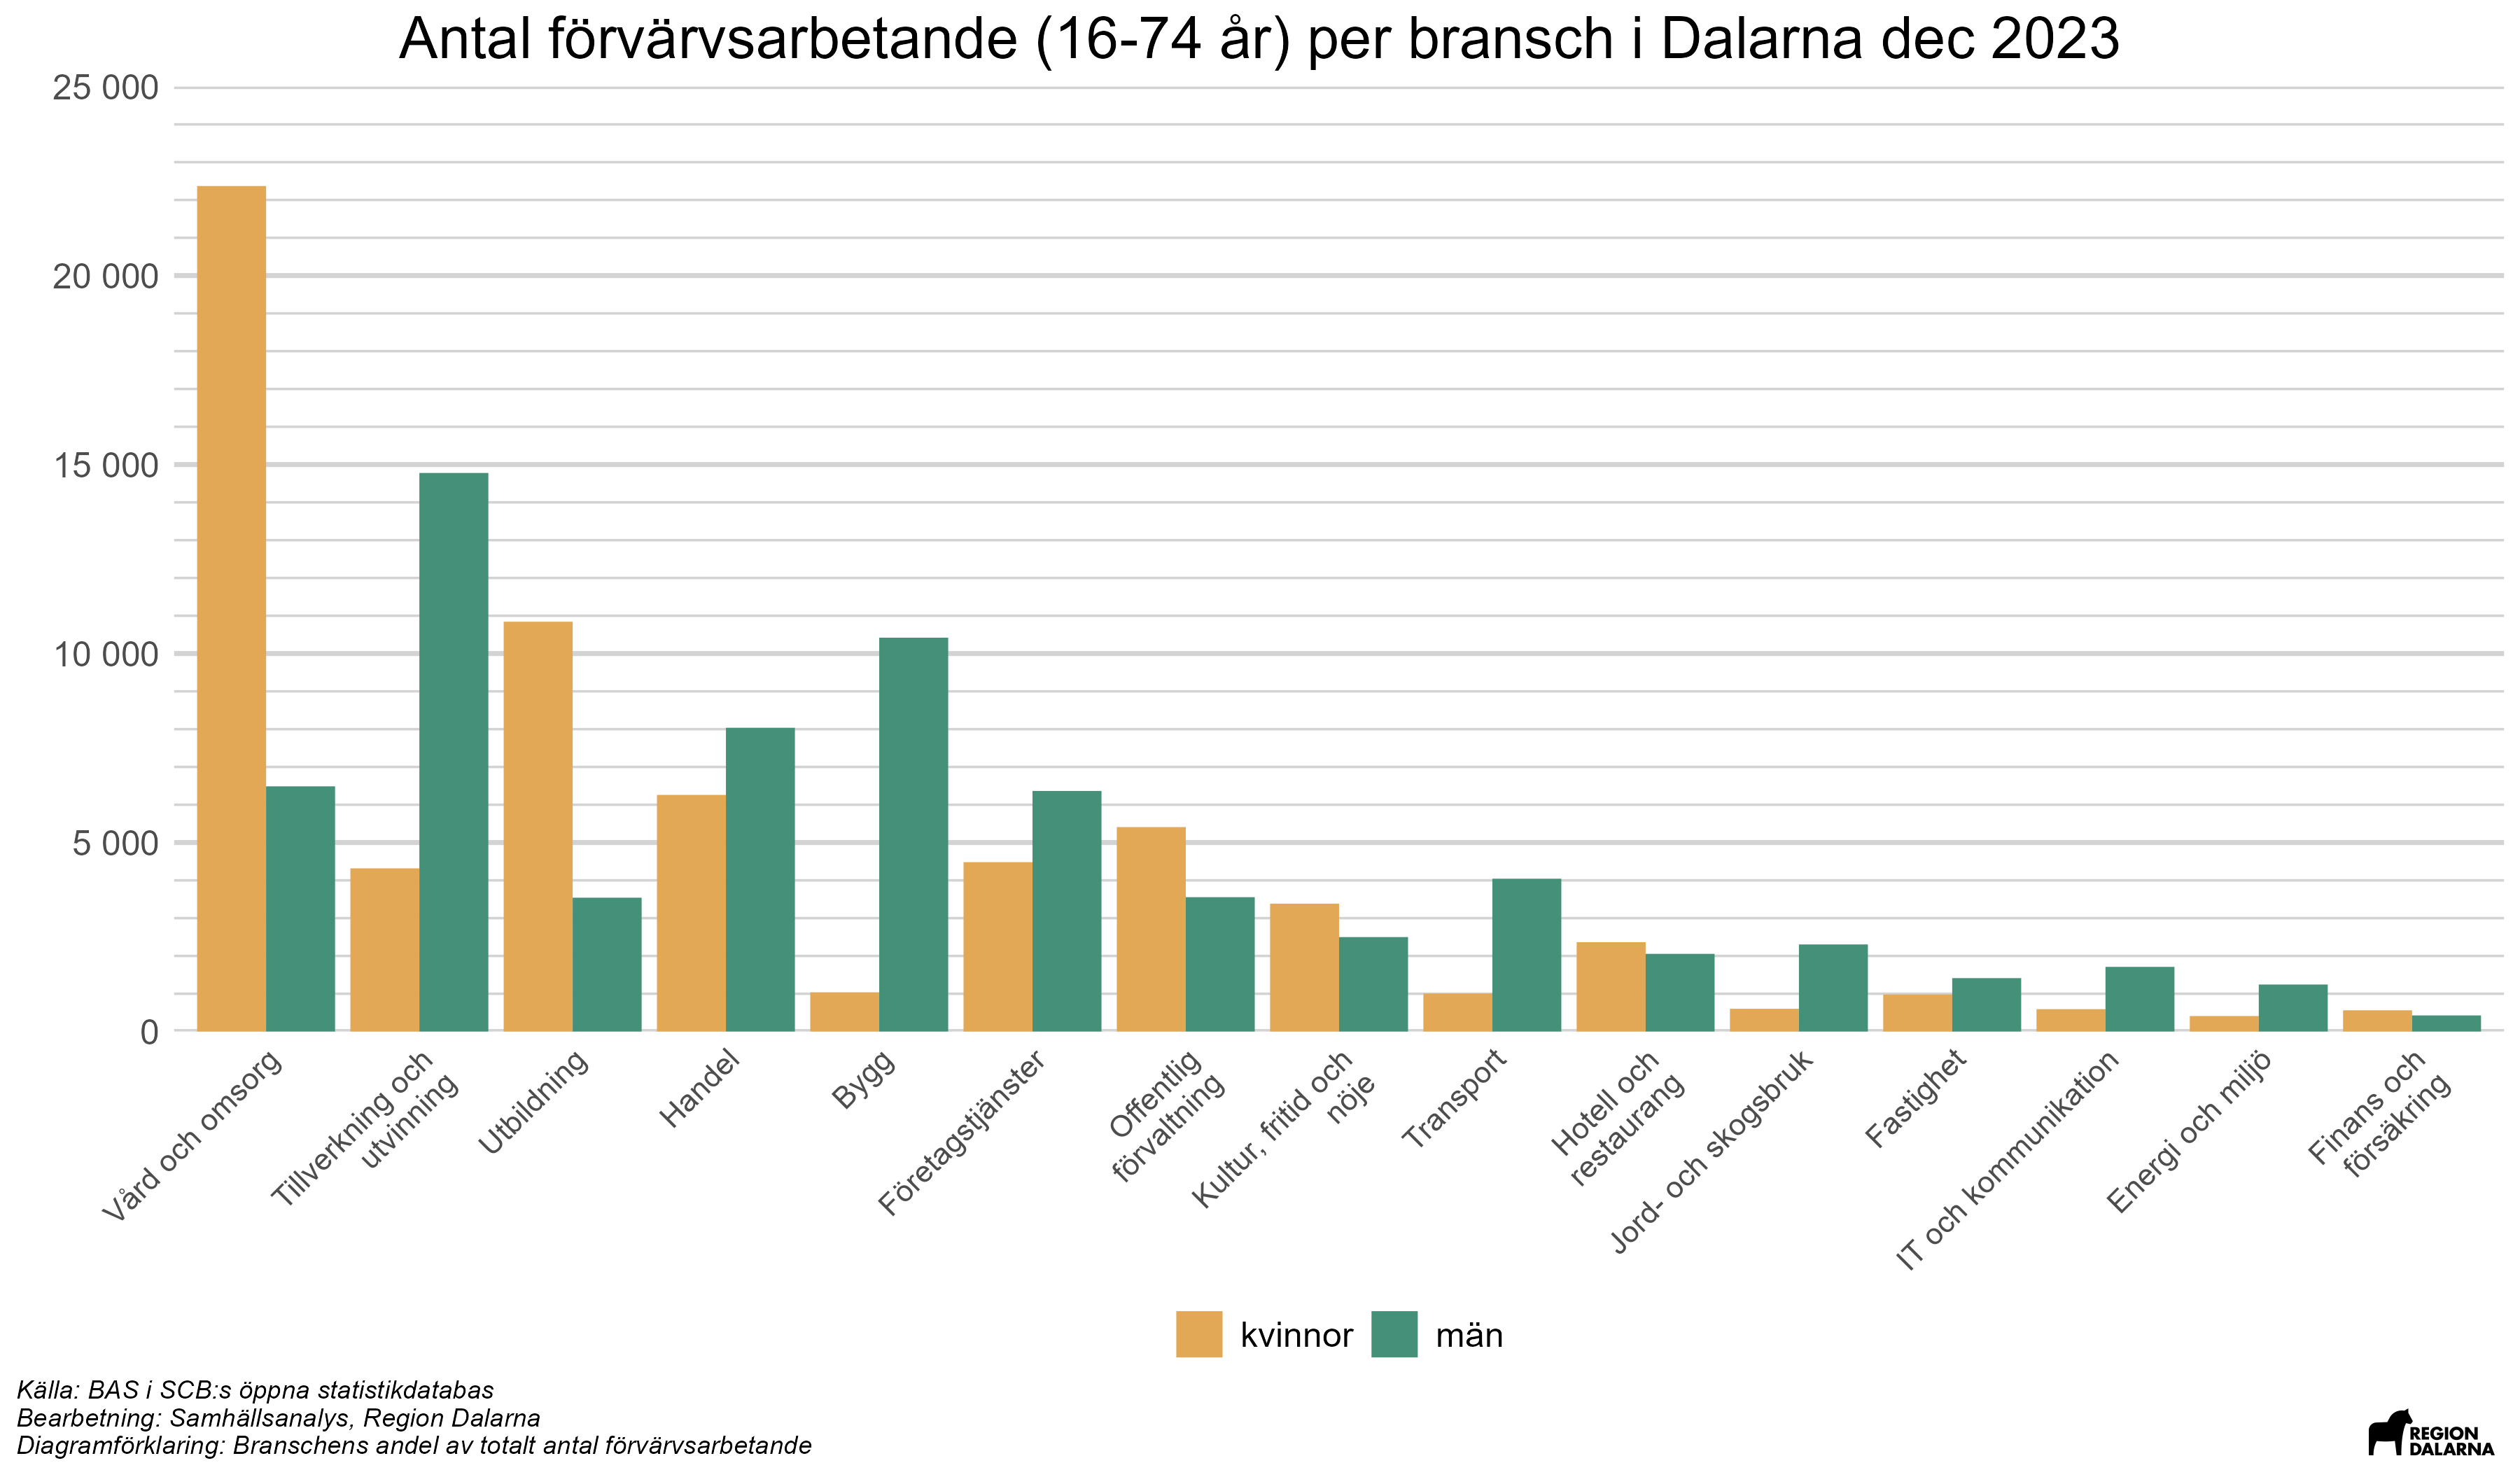 Antal förvärvsarbetande (16-74 år) per bransch i Dalarna dec 2023
25 000
20 000
15 000
10 000
5 000
0
Vård och omsorg
Tillverkning och
utvinning
Utbildning
Handel
Bygg
Företagstjänster
Offentlig
förvaltning
Kultur, fritid och
nöje
Transport
Hotell och
restaurang
Jord- och skogsbruk
Fastighet
IT och kommunikation
Energi och miljö
Finans och
försäkring
kvinnor
män
Källa: BAS i SCB:s öppna statistikdatabas
Bearbetning: Samhällsanalys, Region Dalarna
Diagramförklaring: Branschens andel av totalt antal förvärvsarbetande
REGION
DALARNA